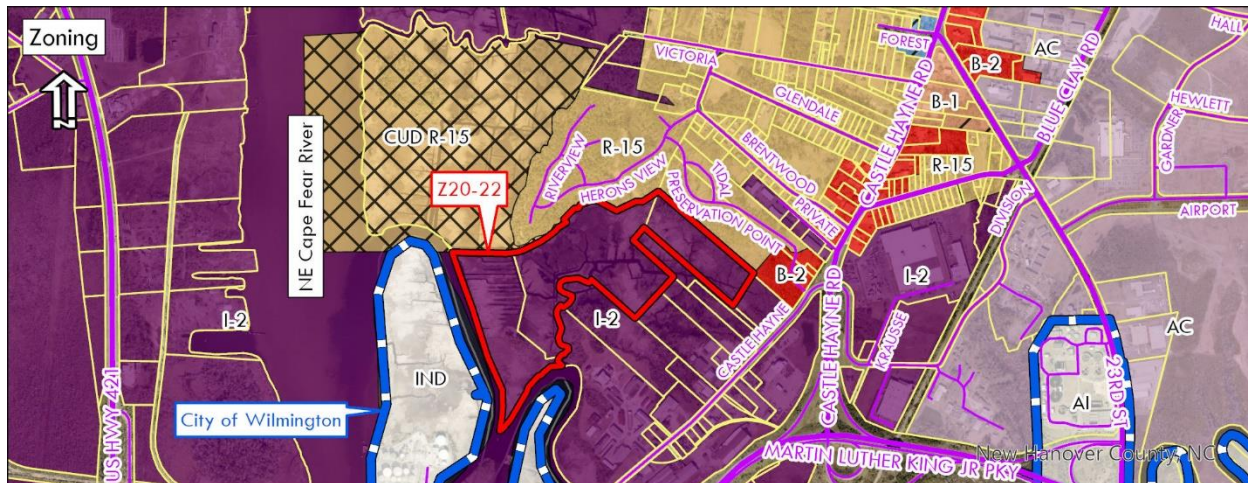 Zoning
N
USHWY 421
I-2
NE Cape Fear River
CUD R-15
Z20-22
RIVERVIEW
HERONS VIEW
R-15
VICTORIA
GLENDALE
BRENTWOOD
PRIVATE
TIDAL
PRESERVATION POINT
FOREST
CASTLE HAYNE RD
B-2
AC
B-1
R-15
BLUE CLAY RD
HALL
HEWLETT
GARDNER
AIRPORT
DIVISION
I-2
B-2
CASTLE HAYNE
CASTLE HAYNE RD
I-2
KRAUSSE
AC
23RD ST
AI
IND
City of Wilmington
MARTIN LUTHER KING JR PKY
New Hanover County, NC